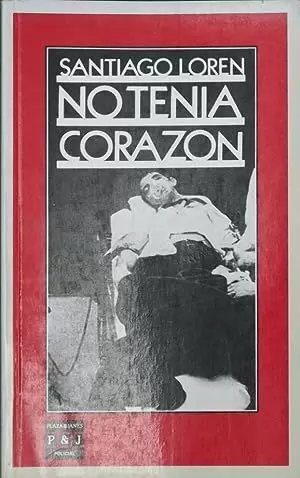 SANTIAGO LOREN
NO TENIA
CORAZON
PLAZA & JANES
P & J
POLICIAL